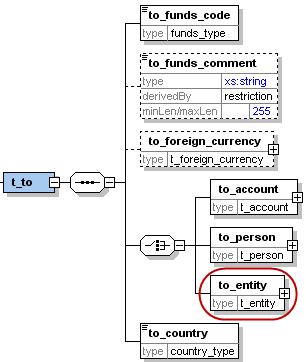 to_funds_code
type funds_type
to_funds_comment
type xs:string
derivedBy restriction
minLen/maxLen 255
to_foreign_currency
type t_foreign_currency
t_to
to_account
type t_account
to_person
type t_person
to_entity
type t_entity
to_country
type country_type